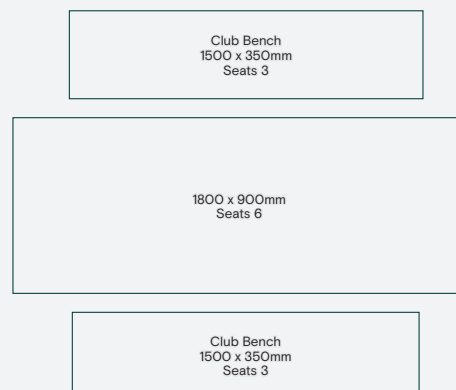 Club Bench
1500 x 350mm
Seats 3
1800 x 900mm
Seats 6
Club Bench
1500 x 350mm
Seats 3